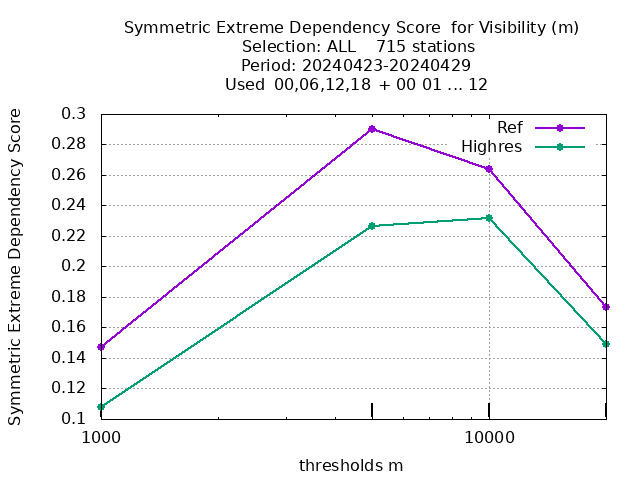 Symmetric Extreme Dependency Score  for Visibility (m)
Selection: ALL    715 stations
Period: 20240423-20240429
Used  00,06,12,18  + 00 01 ... 12
Symmetric Extreme Dependency Score
0.3
0.28
0.26
0.24
0.22
0.2
0.18
0.16
0.14
0.12
0.1
Ref
Highres
1000
10000
thresholds m